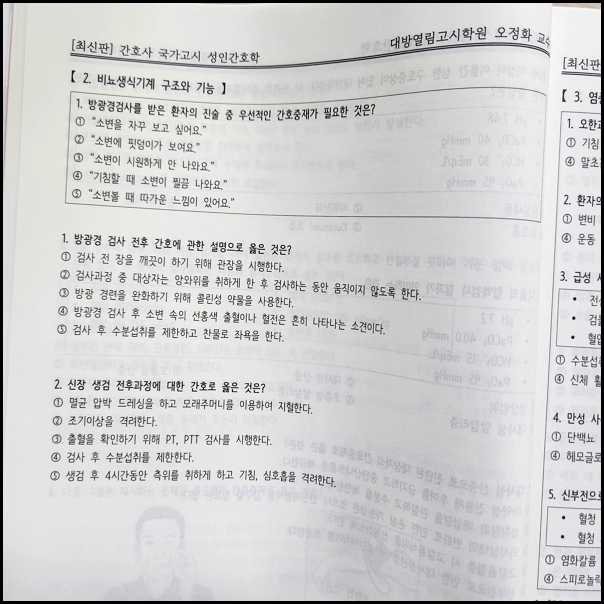 [최신판] 간호사 국가고시 성인간호학
대방열림고시학원 오정화 교수
【 2. 비뇨생식기계 구조와 기능 】
1. 방광경검사를 받은 환자의 진술 중 우선적인 간호중재가 필요한 것은?
① “소변을 자꾸 보고 싶어요.”
② “소변에 핏덩이가 보여요.”
③ “소변이 시원하게 안 나와요.”
④ “기침할 때 소변이 찔끔 나와요.”
⑤ “소변볼 때 따가운 느낌이 있어요.”
1. 방광경 검사 전후 간호에 관한 설명으로 옳은 것은?
① 검사 전 장을 깨끗이 하기 위해 관장을 시행한다.
② 검사과정 중 대상자는 앙와위를 취하게 한 후 검사하는 동안 움직이지 않도록 한다.
③ 방광 경련을 완화하기 위해 콜린성 약물을 사용한다.
④ 방광경 검사 후 소변 속의 선홍색 출혈이나 혈전은 흔히 나타나는 소견이다.
⑤ 검사 후 수분섭취를 제한하고 찬물로 좌욕을 한다.
2. 신장 생검 전후과정에 대한 간호로 옳은 것은?
① 멸균 압박 드레싱을 하고 모래주머니를 이용하여 지혈한다.
② 조기이상을 격려한다.
③ 출혈을 확인하기 위해 PT, PTT 검사를 시행한다.
④ 검사 후 수분섭취를 제한한다.
⑤ 생검 후 4시간동안 측위를 취하게 하고 기침, 심호흡을 격려한다.
[최신판]
【 3. 염증
1. 오한과
① 기침
④ 말초
2. 환자의
① 변비
④ 운동
3. 급성 사
• 전
• 검
• 혈압
① 수분섭
④ 신체 활
4. 만성 사
① 단백뇨
④ 헤모글로
5. 신부전으로
• 혈청
• 혈청
① 염화칼륨
④ 스피로놀